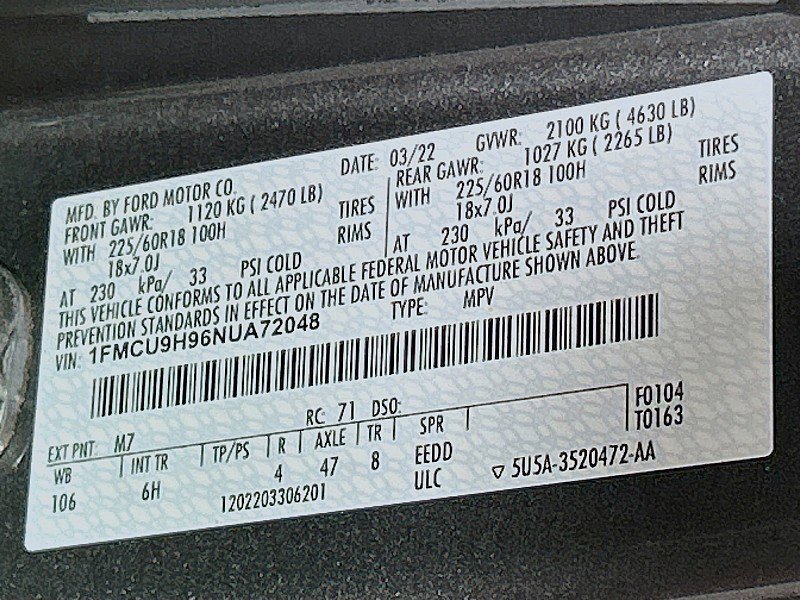 MFD. BY FORD MOTOR CO. DATE: 03/22 GVWR: 2100 KG ( 4630 LB)
FRONT GAWR: 1120 KG ( 2470 LB) REAR GAWR: 1027 KG ( 2265 LB)
WITH 225/60R18 100H TIRES WITH 225/60R18 100H TIRES
18x7.0J RIMS 18x7.0J RIMS
AT 230 kPa/ 33 PSI COLD AT 230 kPa/ 33 PSI COLD
THIS VEHICLE CONFORMS TO ALL APPLICABLE FEDERAL MOTOR VEHICLE SAFETY AND THEFT
PREVENTION STANDARDS IN EFFECT ON THE DATE OF MANUFACTURE SHOWN ABOVE.
VIN: 1FMCU9H96NUA72048 TYPE: MPV
EXT PNT: M7 RC: 71 DSO: F0104
WB INT TR TP/PS R AXLE TR SPR T0163
106 6H 4 47 8 EEDD
1202203306201 ULC ▽ 5U5A-3520472-AA